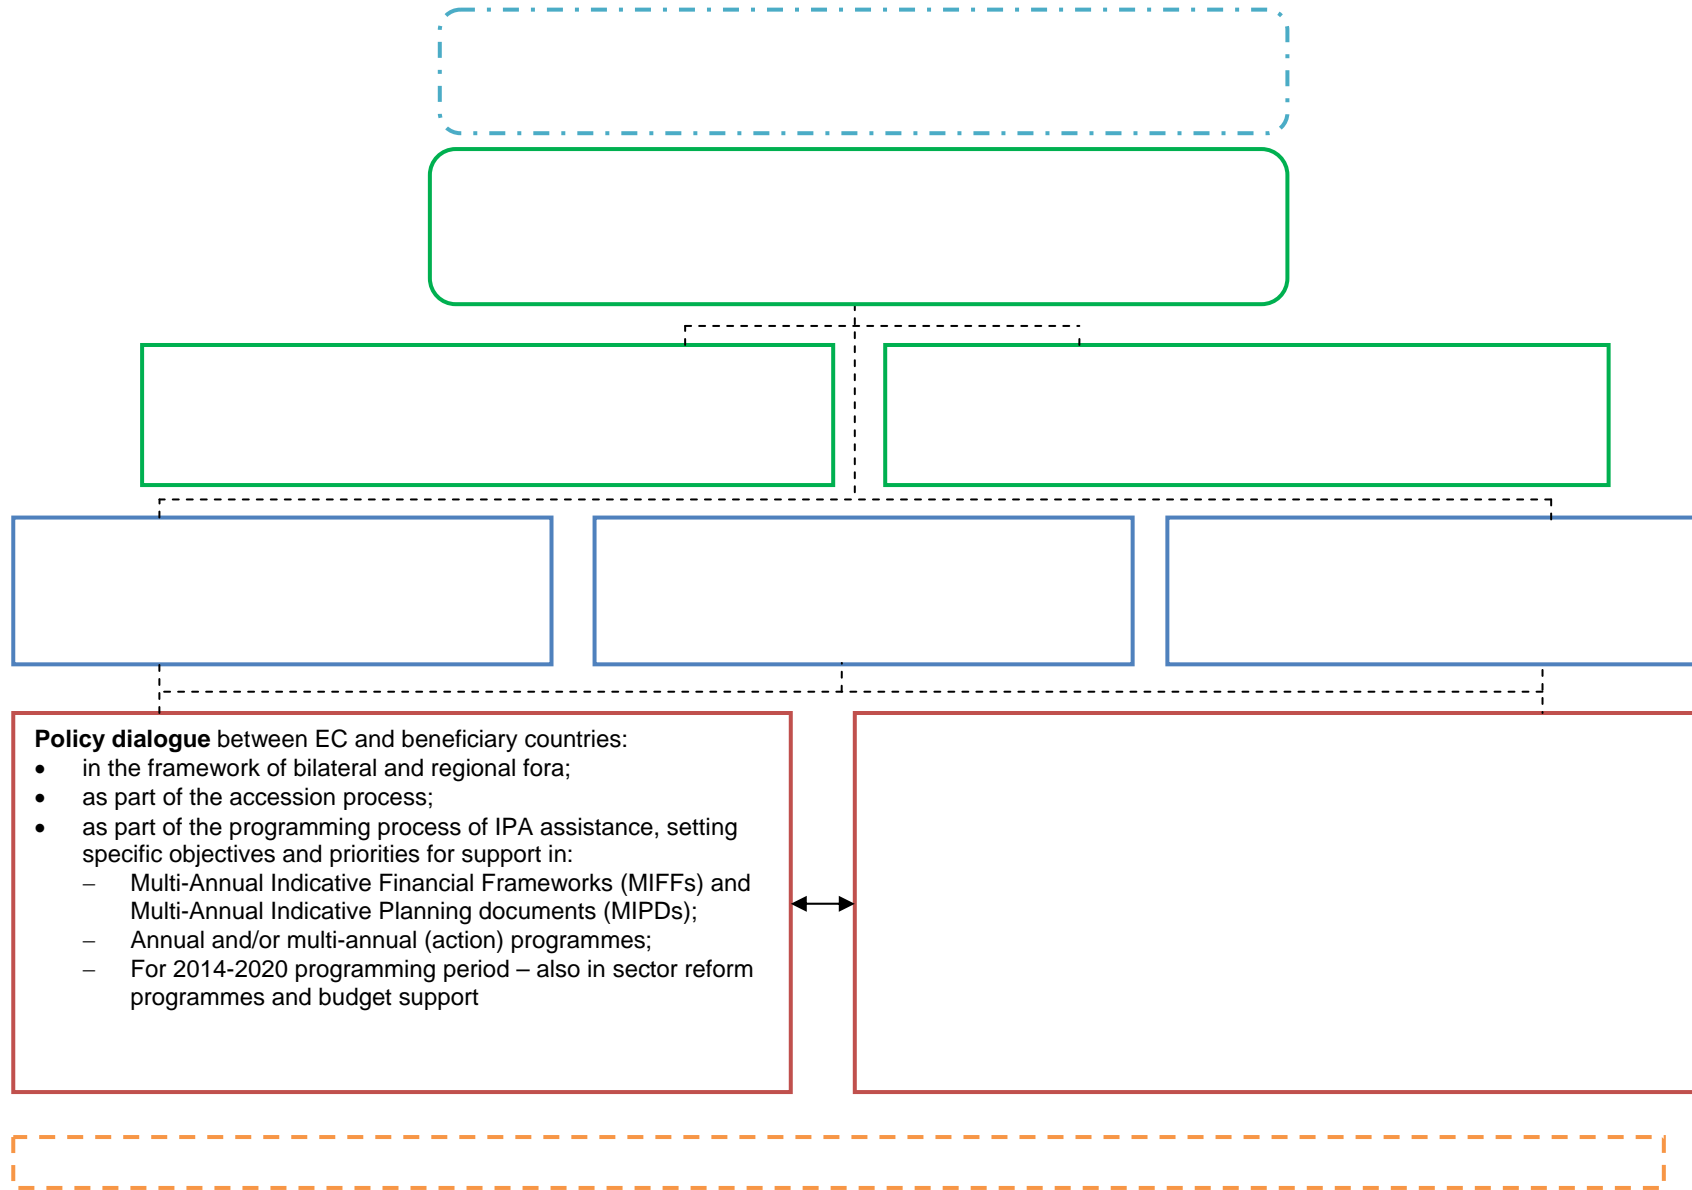 Policy dialogue between EC and beneficiary countries:
• in the framework of bilateral and regional fora;
• as part of the accession process;
• as part of the programming process of IPA assistance, setting
specific objectives and priorities for support in:
– Multi-Annual Indicative Financial Frameworks (MIFFs) and
Multi-Annual Indicative Planning documents (MIPDs);
– Annual and/or multi-annual (action) programmes;
– For 2014-2020 programming period – also in sector reform
programmes and budget support